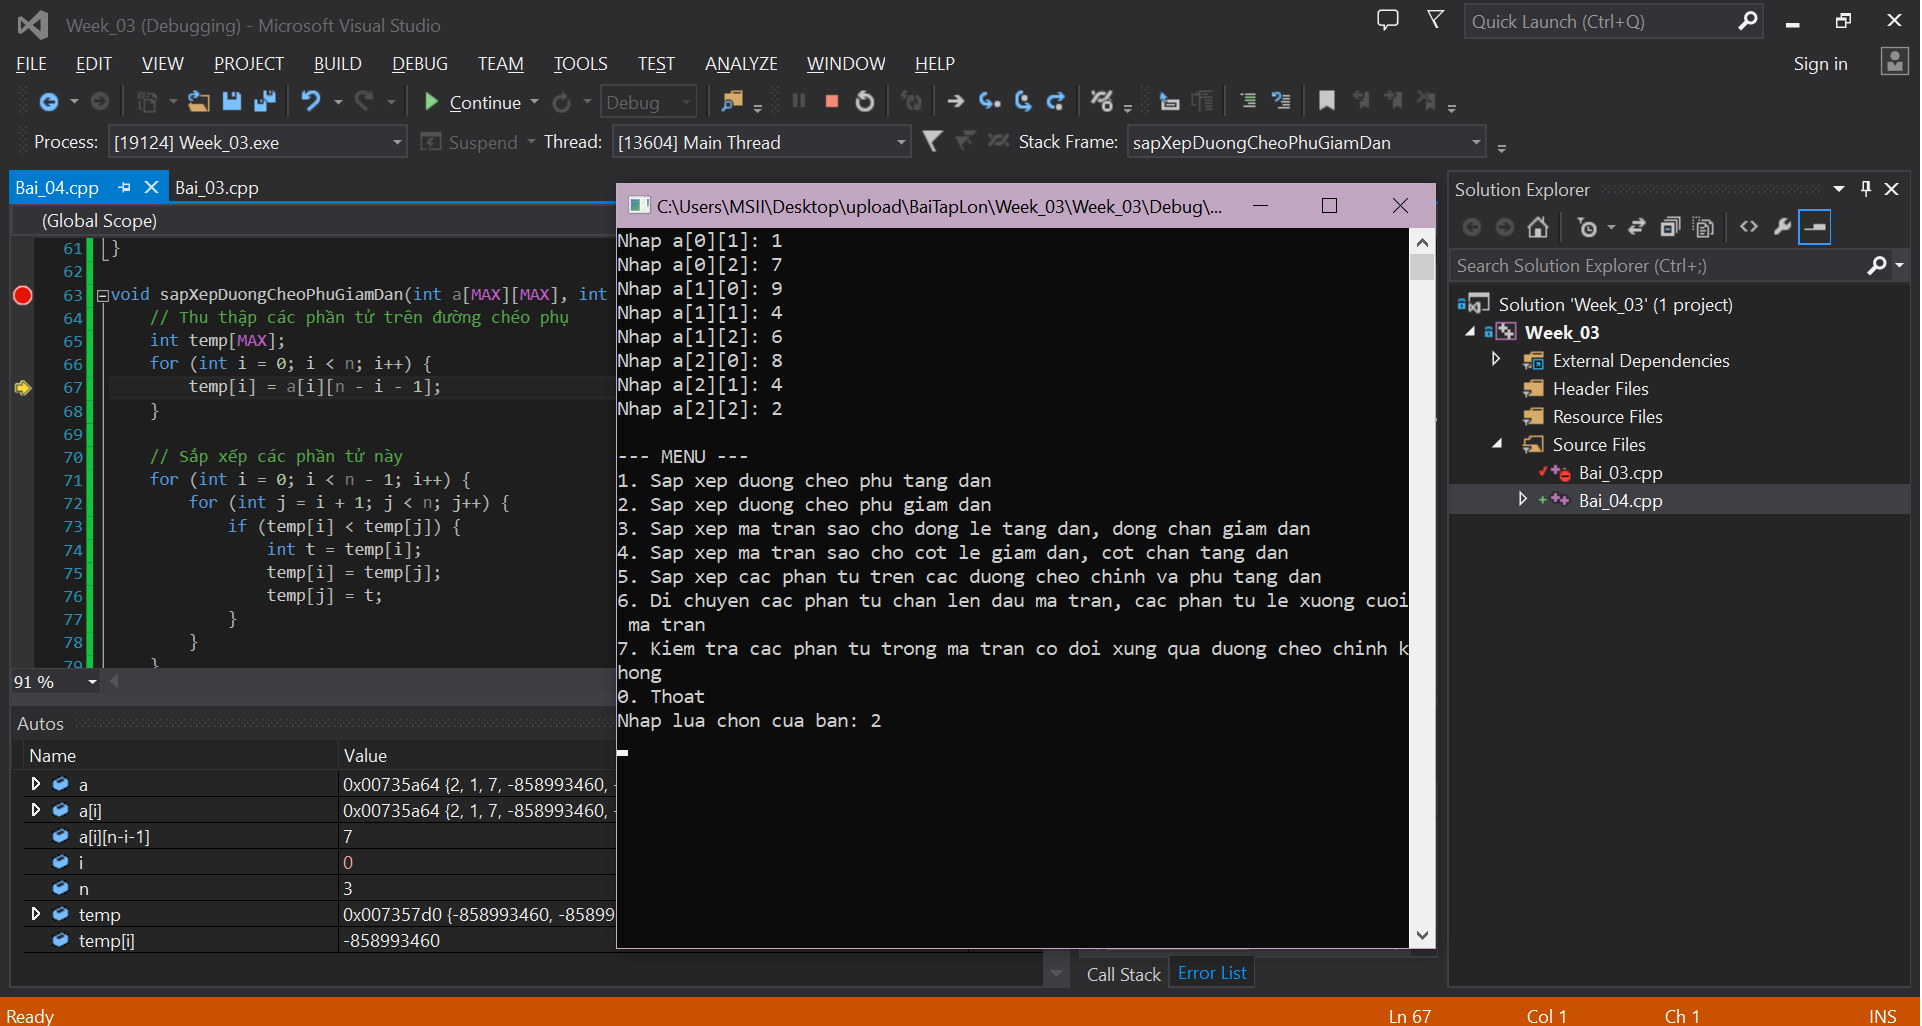 Week_03 (Debugging) - Microsoft Visual Studio
Quick Launch (Ctrl+Q)
FILE EDIT VIEW PROJECT BUILD DEBUG TEAM TOOLS TEST ANALYZE WINDOW HELP
Sign in
Continue Debug
Process: [19124] Week_03.exe Suspend Thread: [13604] Main Thread Stack Frame: sapXepDuongCheoPhuGiamDan
Bai_04.cpp Bai_03.cpp
(Global Scope)
61 }
62
63 void sapXepDuongCheoPhuGiamDan(int a[MAX][MAX], int
64 // Thu thập các phần tử trên đường chéo phụ
65 int temp[MAX];
66 for (int i = 0; i < n; i++) {
67 temp[i] = a[i][n - i - 1];
68 }
69
70 // Sắp xếp các phần tử này
71 for (int i = 0; i < n - 1; i++) {
72 for (int j = i + 1; j < n; j++) {
73 if (temp[i] < temp[j]) {
74 int t = temp[i];
75 temp[i] = temp[j];
76 temp[j] = t;
77 }
78 }
79 }
91 %
C:\Users\MSII\Desktop\upload\BaiTapLon\Week_03\Week_03\Debug\...
Nhap a[0][1]: 1
Nhap a[0][2]: 7
Nhap a[1][0]: 9
Nhap a[1][1]: 4
Nhap a[1][2]: 6
Nhap a[2][0]: 8
Nhap a[2][1]: 4
Nhap a[2][2]: 2
--- MENU ---
1. Sap xep duong cheo phu tang dan
2. Sap xep duong cheo phu giam dan
3. Sap xep ma tran sao cho dong le tang dan, dong chan giam dan
4. Sap xep ma tran sao cho cot le giam dan, cot chan tang dan
5. Sap xep cac phan tu tren cac duong cheo chinh va phu tang dan
6. Di chuyen cac phan tu chan len dau ma tran, cac phan tu le xuong cuoi
ma tran
7. Kiem tra cac phan tu trong ma tran co doi xung qua duong cheo chinh k
hong
0. Thoat
Nhap lua chon cua ban: 2
Autos
Name Value
a 0x00735a64 {2, 1, 7, -858993460, -
a[i] 0x00735a64 {2, 1, 7, -858993460, -
a[i][n-i-1] 7
i 0
n 3
temp 0x007357d0 {-858993460, -85899
temp[i] -858993460
Call Stack Error List
Solution Explorer
Search Solution Explorer (Ctrl+;)
Solution 'Week_03' (1 project)
Week_03
External Dependencies
Header Files
Resource Files
Source Files
Bai_03.cpp
Bai_04.cpp
Ready Ln 67 Col 1 Ch 1 INS